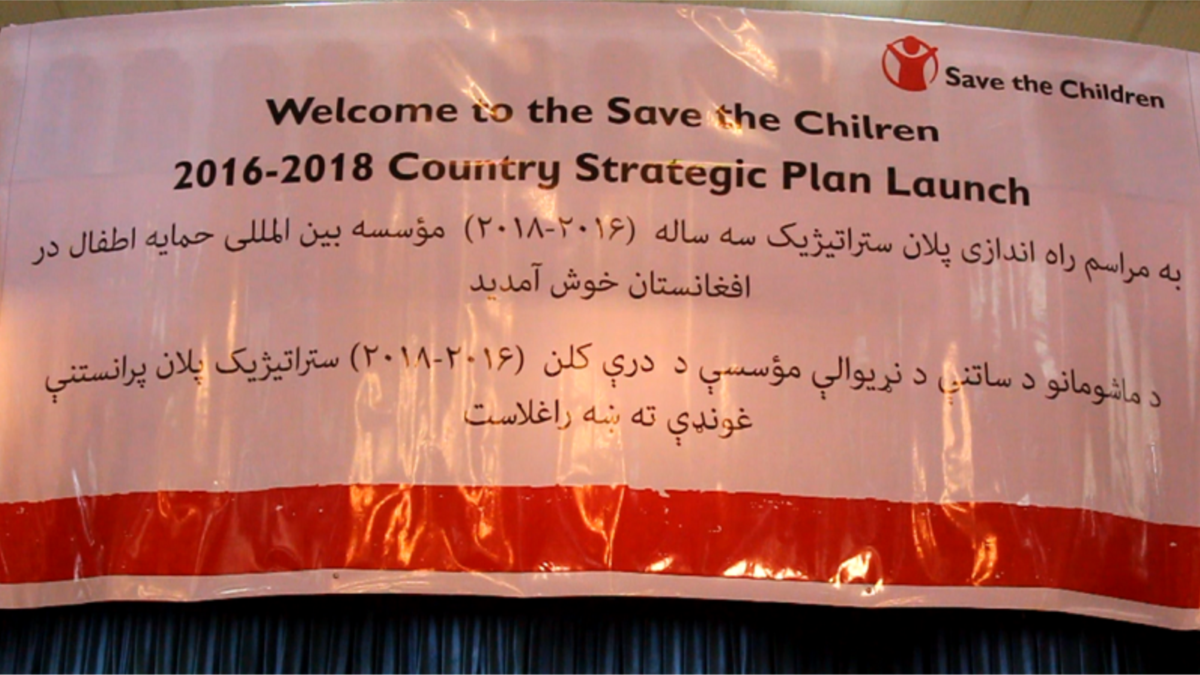 Save the Children
Welcome to the Save the Chilren
2016-2018 Country Strategic Plan Launch
به مراسم راه اندازی پلان ستراتیژیک سه ساله (۲۰۱۶-۲۰۱۸) مؤسسه بین المللی حمایه اطفال در
افغانستان خوش آمدید
د ماشومانو د ساتنې د نړیوالې مؤسسې د درې کلن (۲۰۱۶-۲۰۱۸) ستراتیژیک پلان پرانستنې
غونډې ته ښه راغلاست